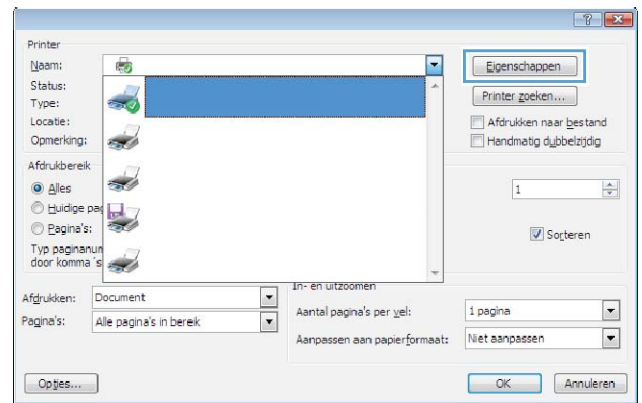 Printer
Naam:
Eigenschappen
Status:
Type:
Printer zoeken...
Locatie:
Afdrukken naar bestand
Opmerking:
Handmatig dubbelzijdig
Afdrukbereik
Alles
1
Huidige pag
Pagina's:
Sorteren
Typ paginanum
door komma 's
In- en uitzoomen
Afdrukken:
Document
Aantal pagina's per vel:
1 pagina
Pagina's:
Alle pagina's in bereik
Aanpassen aan papierformaat:
Niet aanpassen
Opties...
OK
Annuleren